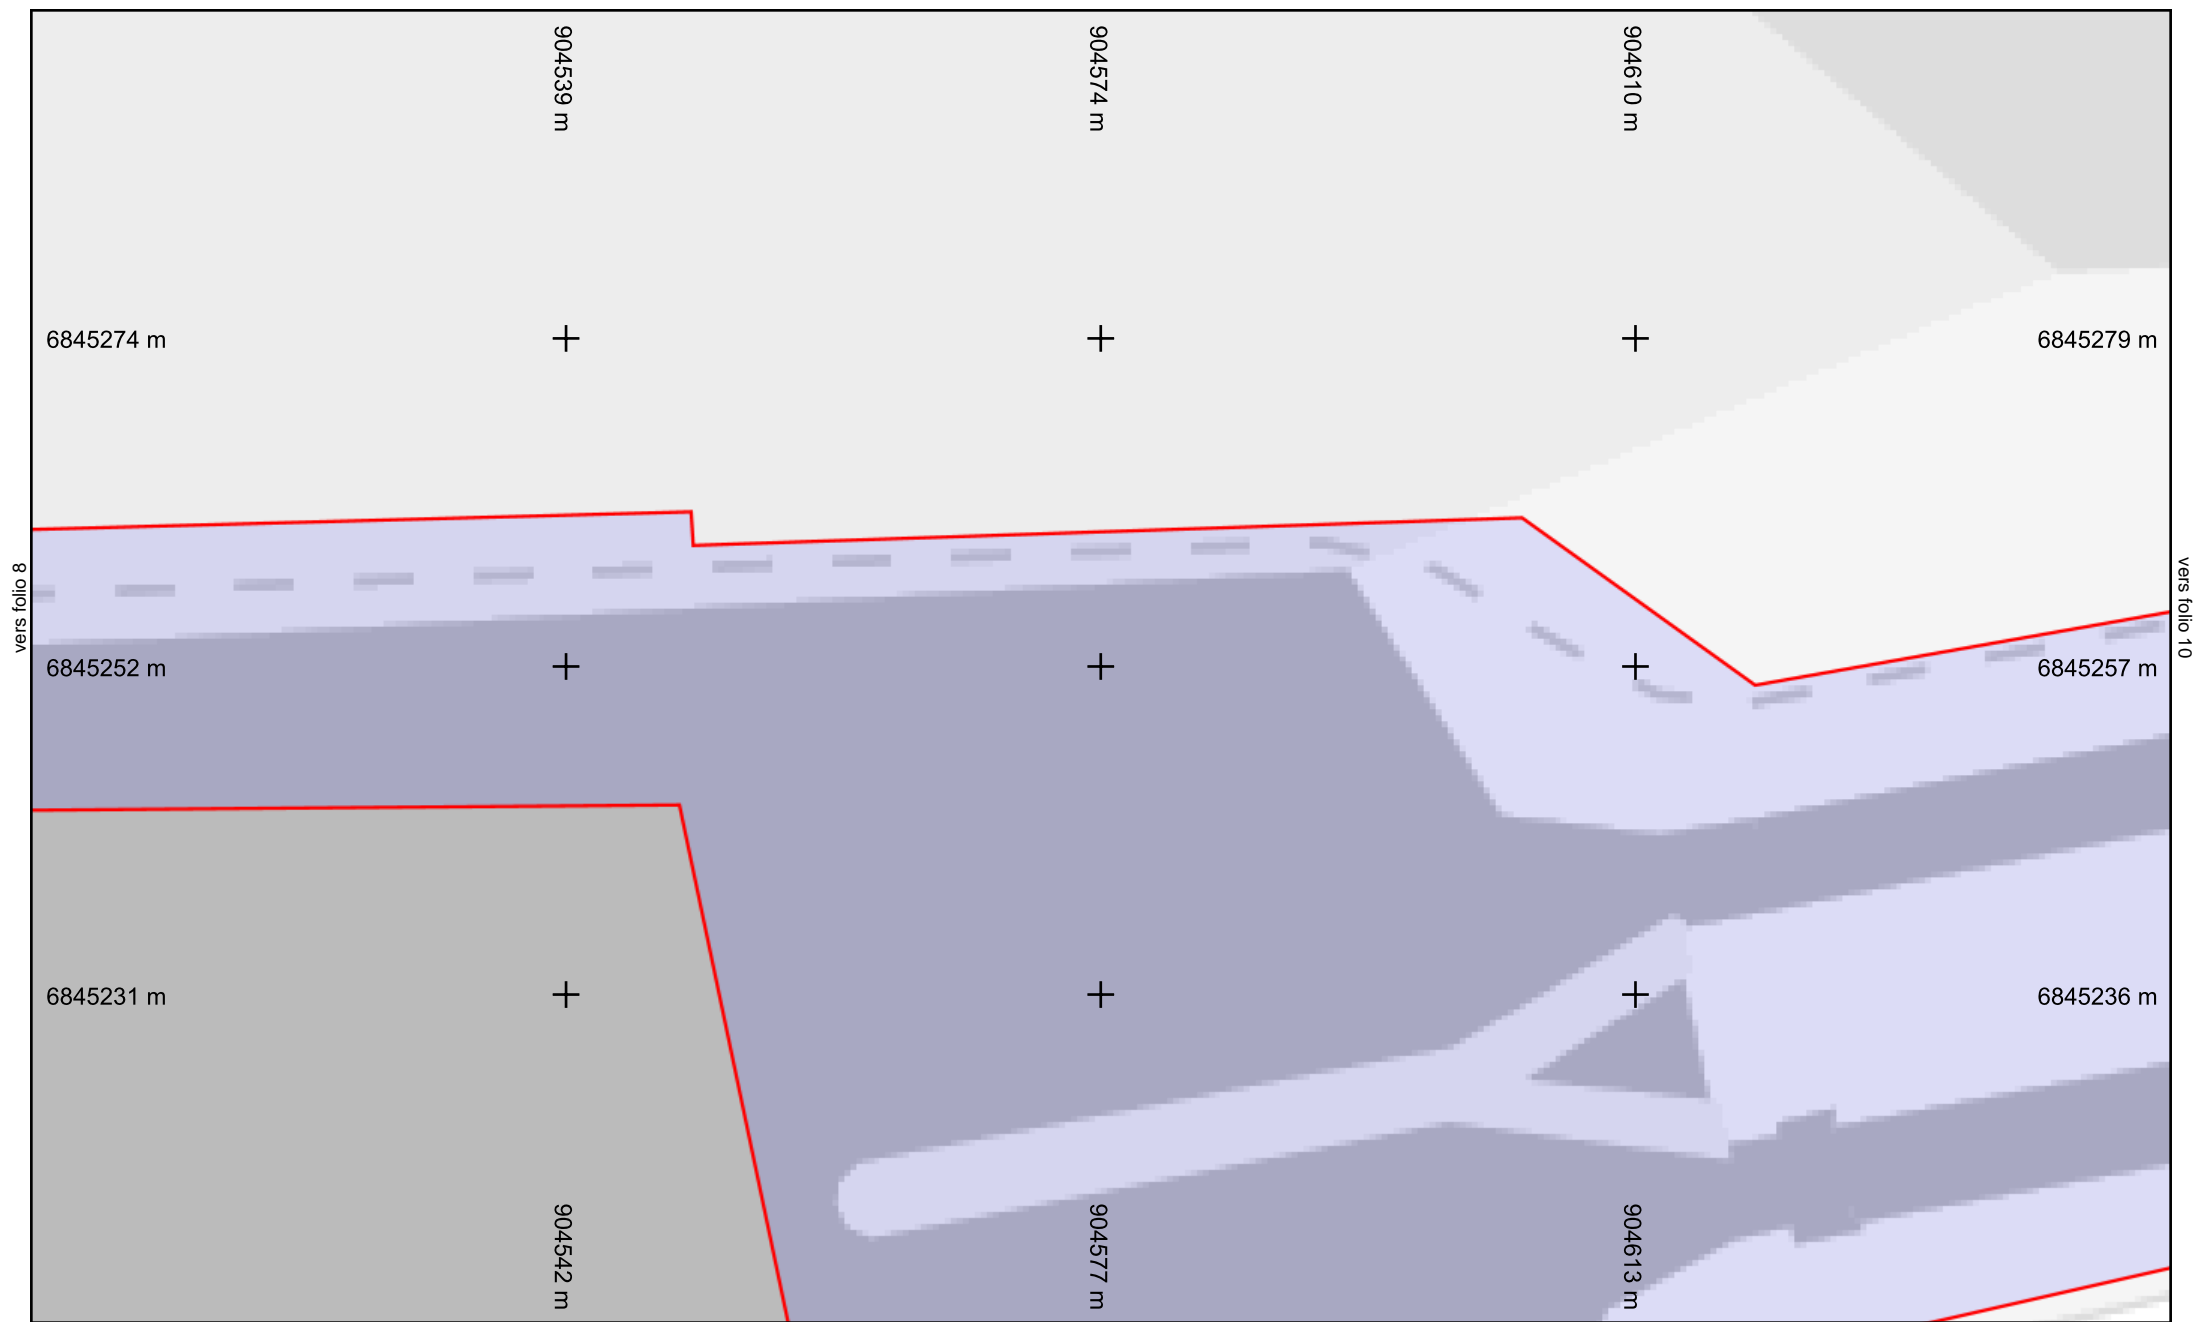 904539 m
904574 m
904610 m
6845274 m
6845279 m
vers folio 8
vers folio 10
6845252 m
6845257 m
6845231 m
6845236 m
904542 m
904577 m
904613 m